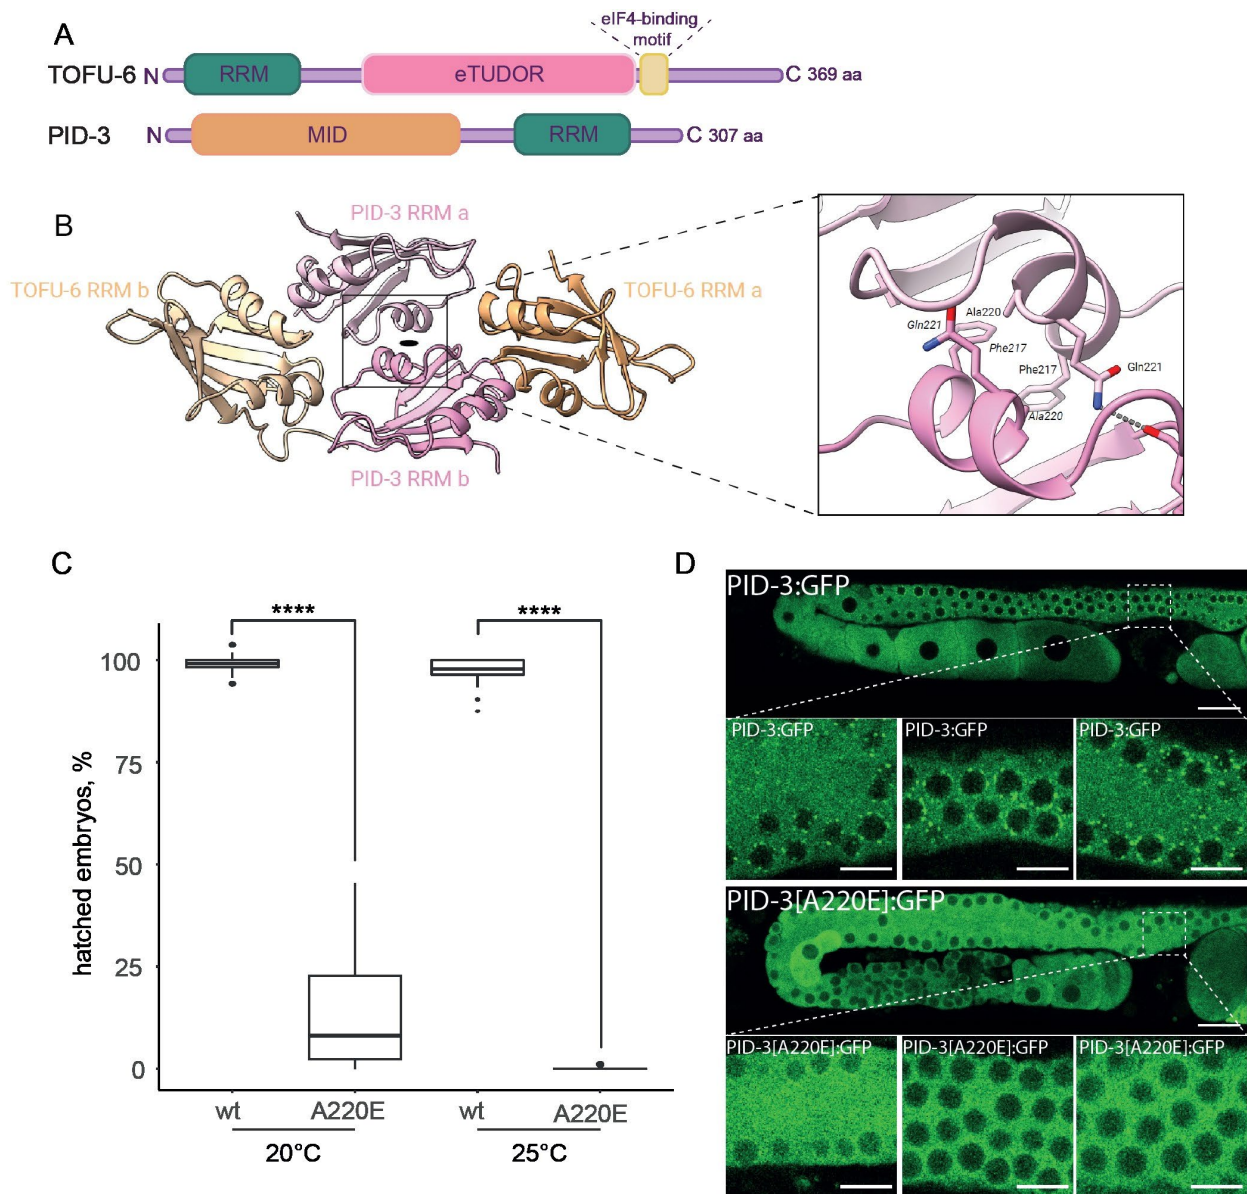 A
eIF4-binding
motif
TOFU-6 N RRM eTUDOR C 369 aa
PID-3 N MID RRM C 307 aa
B
PID-3 RRM a
TOFU-6 RRM b
TOFU-6 RRM a
PID-3 RRM b
Gln221
Ala220
Phe217
Phe217
Gln221
Ala220
C
hatched embryos, %
100
75
50
25
0
****
****
wt A220E wt A220E
20°C 25°C
D
PID-3:GFP
PID-3:GFP PID-3:GFP PID-3:GFP
PID-3[A220E]:GFP
PID-3[A220E]:GFP PID-3[A220E]:GFP PID-3[A220E]:GFP